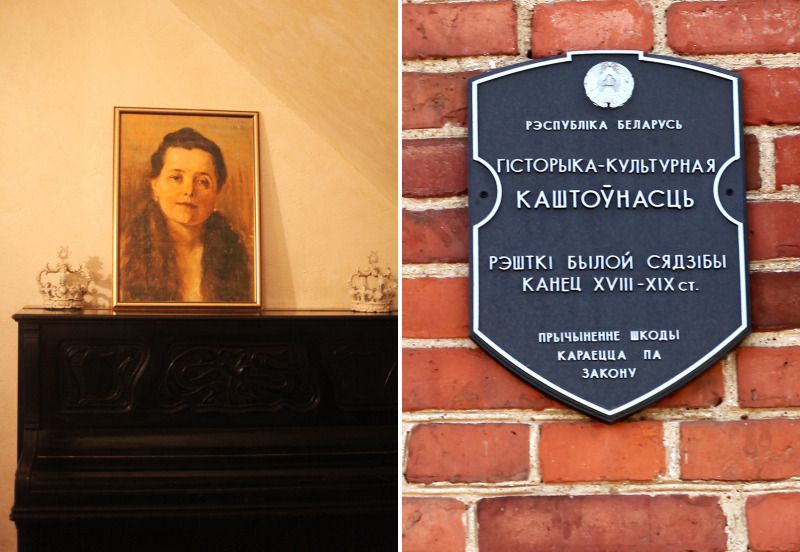 РЭСПУБЛІКА БЕЛАРУСЬ
ГІСТОРЫКА-КУЛЬТУРНАЯ
КАШТОЎНАСЦЬ
РЭШТКІ БЫЛОЙ СЯДЗІБЫ
КАНЕЦ XVIII-XIX СТ.
ПРЫЧЫНЕННЕ ШКОДЫ
КАРАЕЦЦА ПА
ЗАКОНУ